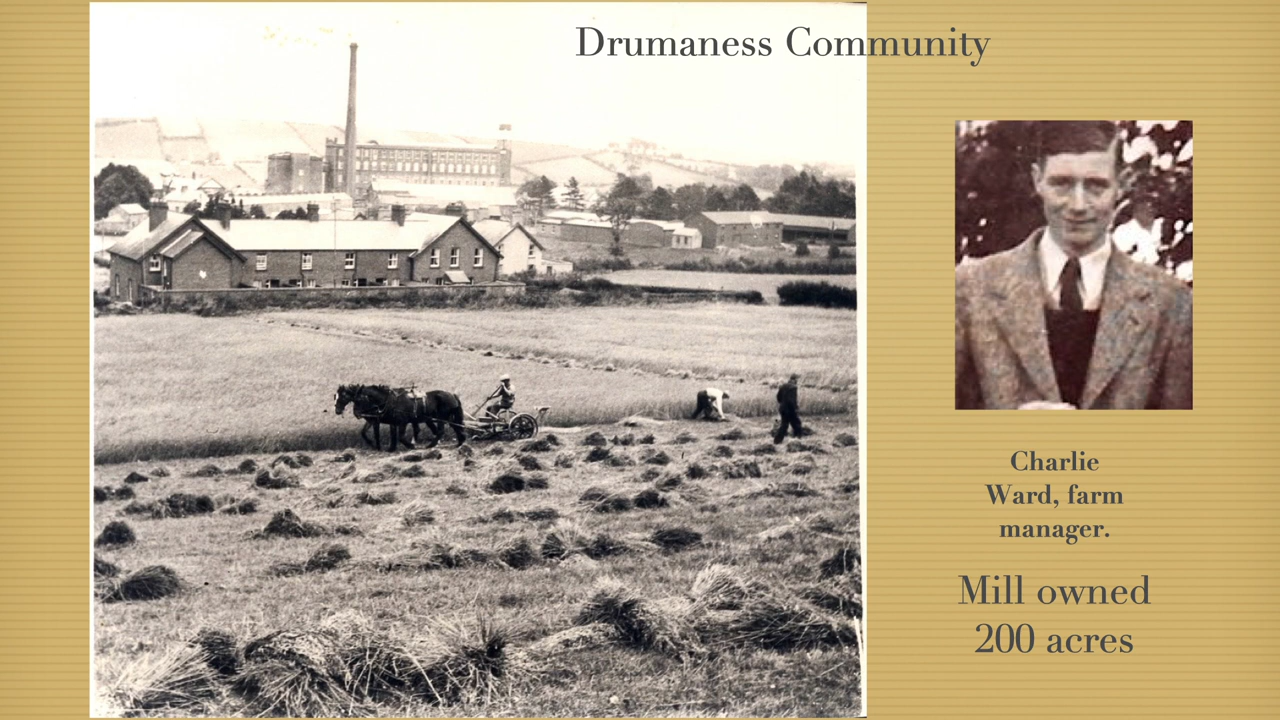 Drumaness Community
Charlie
Ward, farm
manager.
Mill owned
200 acres